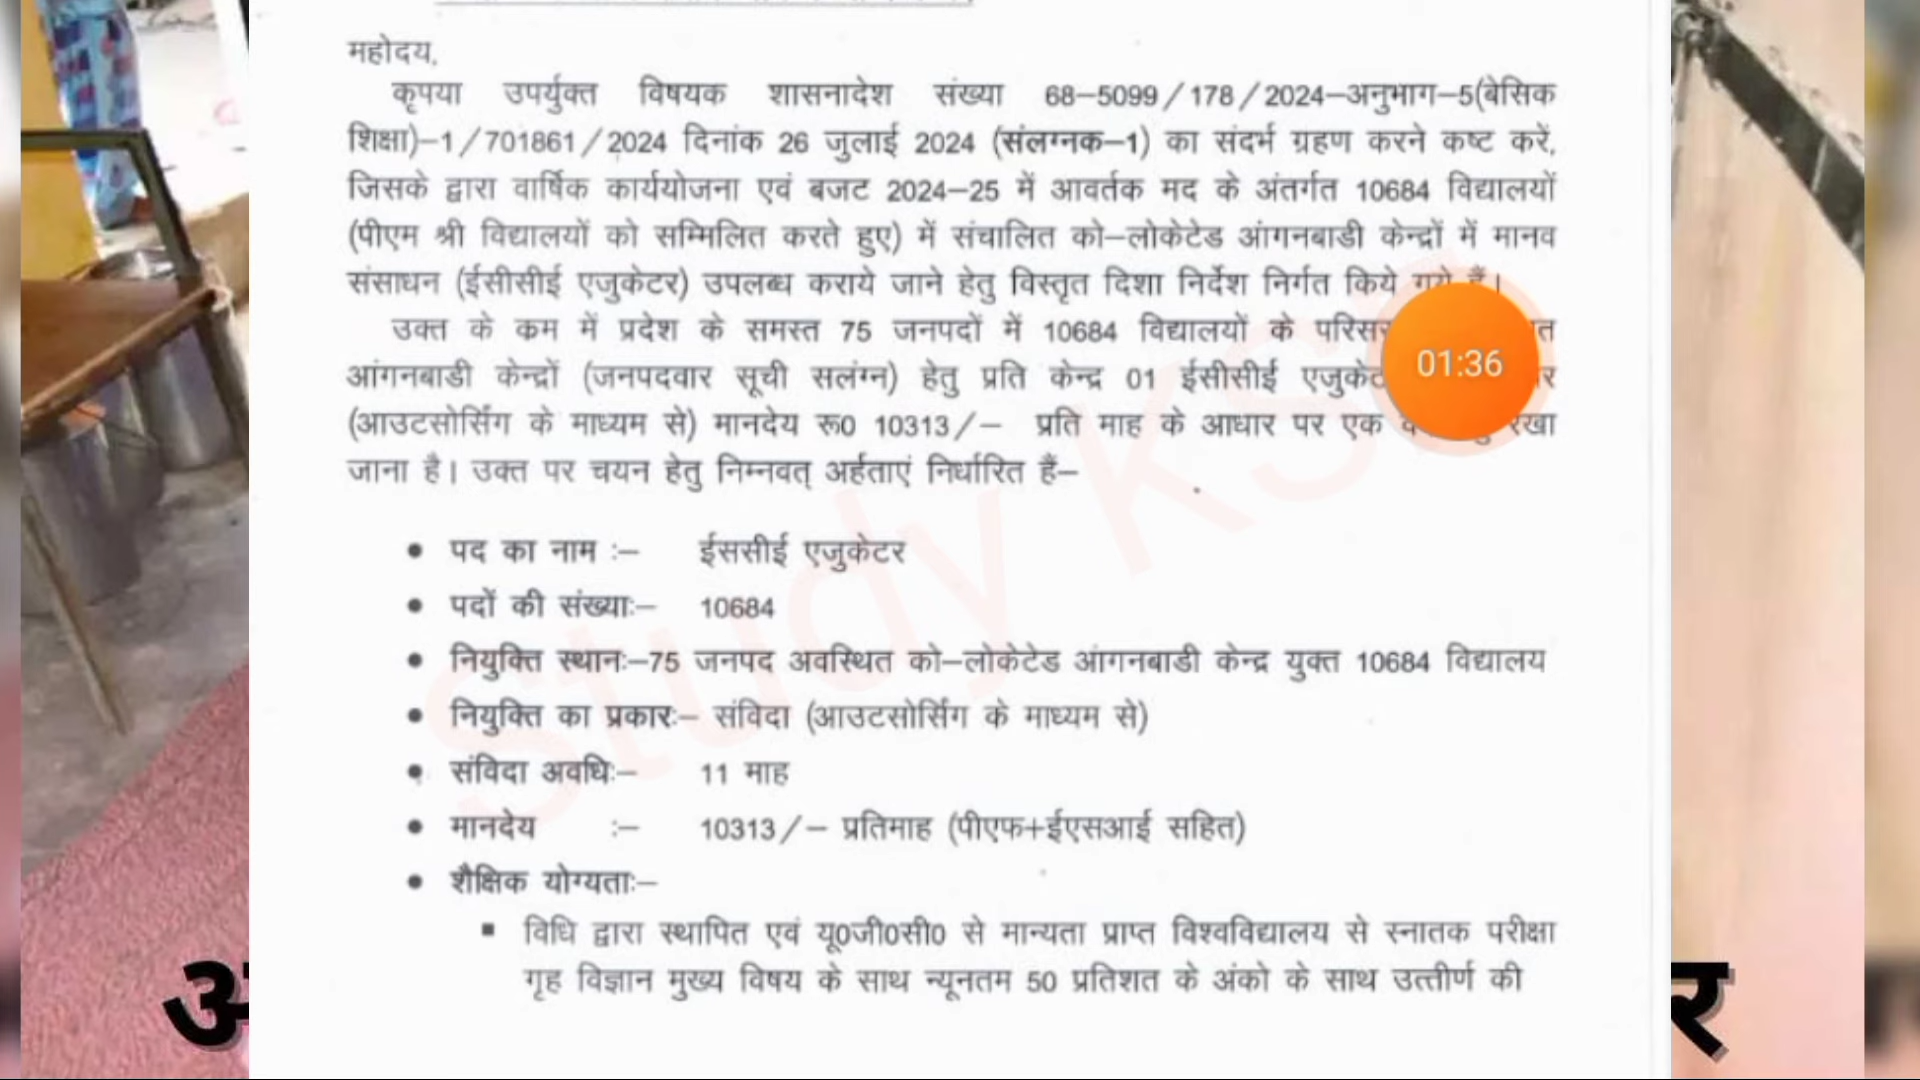 महोदय,
कृपया उपर्युक्त विषयक शासनादेश संख्या 68–5099/178/2024–अनुभाग–5(बेसिक
शिक्षा)–1/701861/2024 दिनांक 26 जुलाई 2024 (संलग्नक–1) का संदर्भ ग्रहण करने कष्ट करें,
जिसके द्वारा वार्षिक कार्ययोजना एवं बजट 2024–25 में आवर्तक मद के अंतर्गत 10684 विद्यालयों
(पीएम श्री विद्यालयों को सम्मिलित करते हुए) में संचालित को–लोकेटेड आंगनबाडी केन्द्रों में मानव
संसाधन (ईसीसीई एजुकेटर) उपलब्ध कराये जाने हेतु विस्तृत दिशा निर्देश निर्गत किये गये हैं।
उक्त के कम में प्रदेश के समस्त 75 जनपदों में 10684 विद्यालयों के
आंगनबाडी केन्द्रों (जनपदवार सूची सलंग्न) हेतु प्रति केन्द्र 01 ईसीसीई
01:36
(आउटसोर्सिंग के माध्यम से) मानदेय रू0 10313/– प्रति माह के आधार पर एक रखा
जाना है। उक्त पर चयन हेतु निम्नवत् अर्हताएं निर्धारित हैं–
• पद का नाम :– ईससीई एजुकेटर
• पदों की संख्याः– 10684
• नियुक्ति स्थानः–75 जनपद अवस्थित को–लोकेटेड आंगनबाडी केन्द्र युक्त 10684 विद्यालय
• नियुक्ति का प्रकारः– संविदा (आउटसोर्सिंग के माध्यम से)
• संविदा अवधिः– 11 माह
• मानदेय :– 10313/– प्रतिमाह (पीएफ+ईएसआई सहित)
• शैक्षिक योग्यताः–
▪ विधि द्वारा स्थापित एवं यू0जी0सी0 से मान्यता प्राप्त विश्वविद्यालय से स्नातक परीक्षा
गृह विज्ञान मुख्य विषय के साथ न्यूनतम 50 प्रतिशत के अंको के साथ उत्तीर्ण की
Study KSc